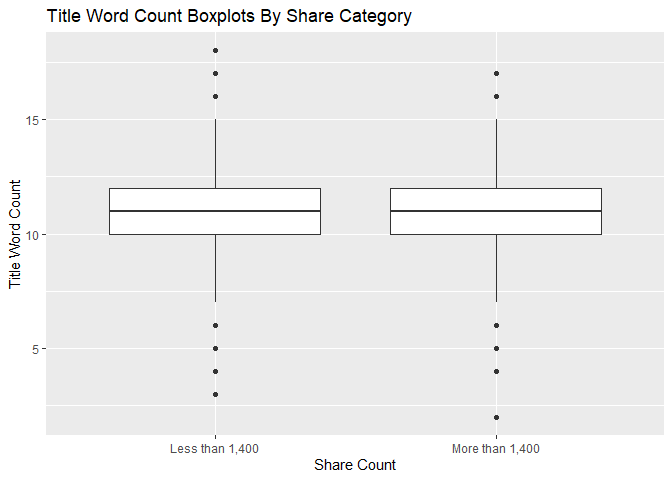 Title Word Count Boxplots By Share Category
Title Word Count
15
10
5
Less than 1,400
More than 1,400
Share Count